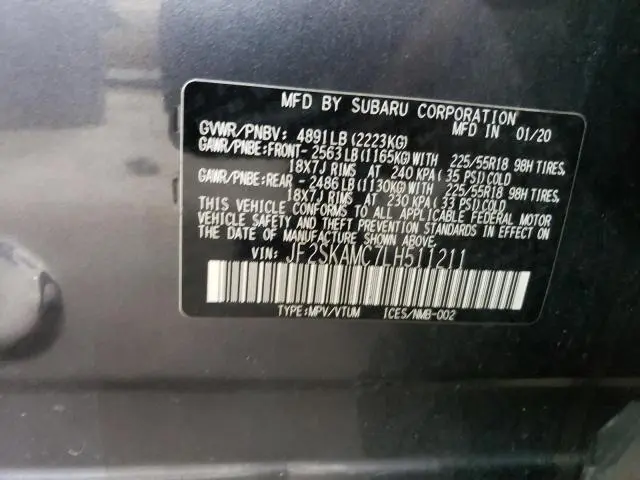 MFD BY SUBARU CORPORATION
MFD IN 01/20
GVWR/PNBV: 4891LB(2223KG)
GAWR/PNBE:FRONT-2563LB(1165KG)WITH 225/55R18 98H TIRES,
18X7J RIMS AT 240 KPA(35 PSI)COLD
GAWR/PNBE:REAR -2486LB(1130KG)WITH 225/55R18 98H TIRES,
18X7J RIMS AT 230 KPA(33 PSI)COLD
THIS VEHICLE CONFORMS TO ALL APPLICABLE FEDERAL MOTOR
VEHICLE SAFETY AND THEFT PREVENTION STANDARDS IN EFFECT ON
THE DATE OF MANUFACTURE SHOWN ABOVE.
VIN: JF2SKAMC7LH511211
TYPE:MPV/VTUM ICES/NMB-002